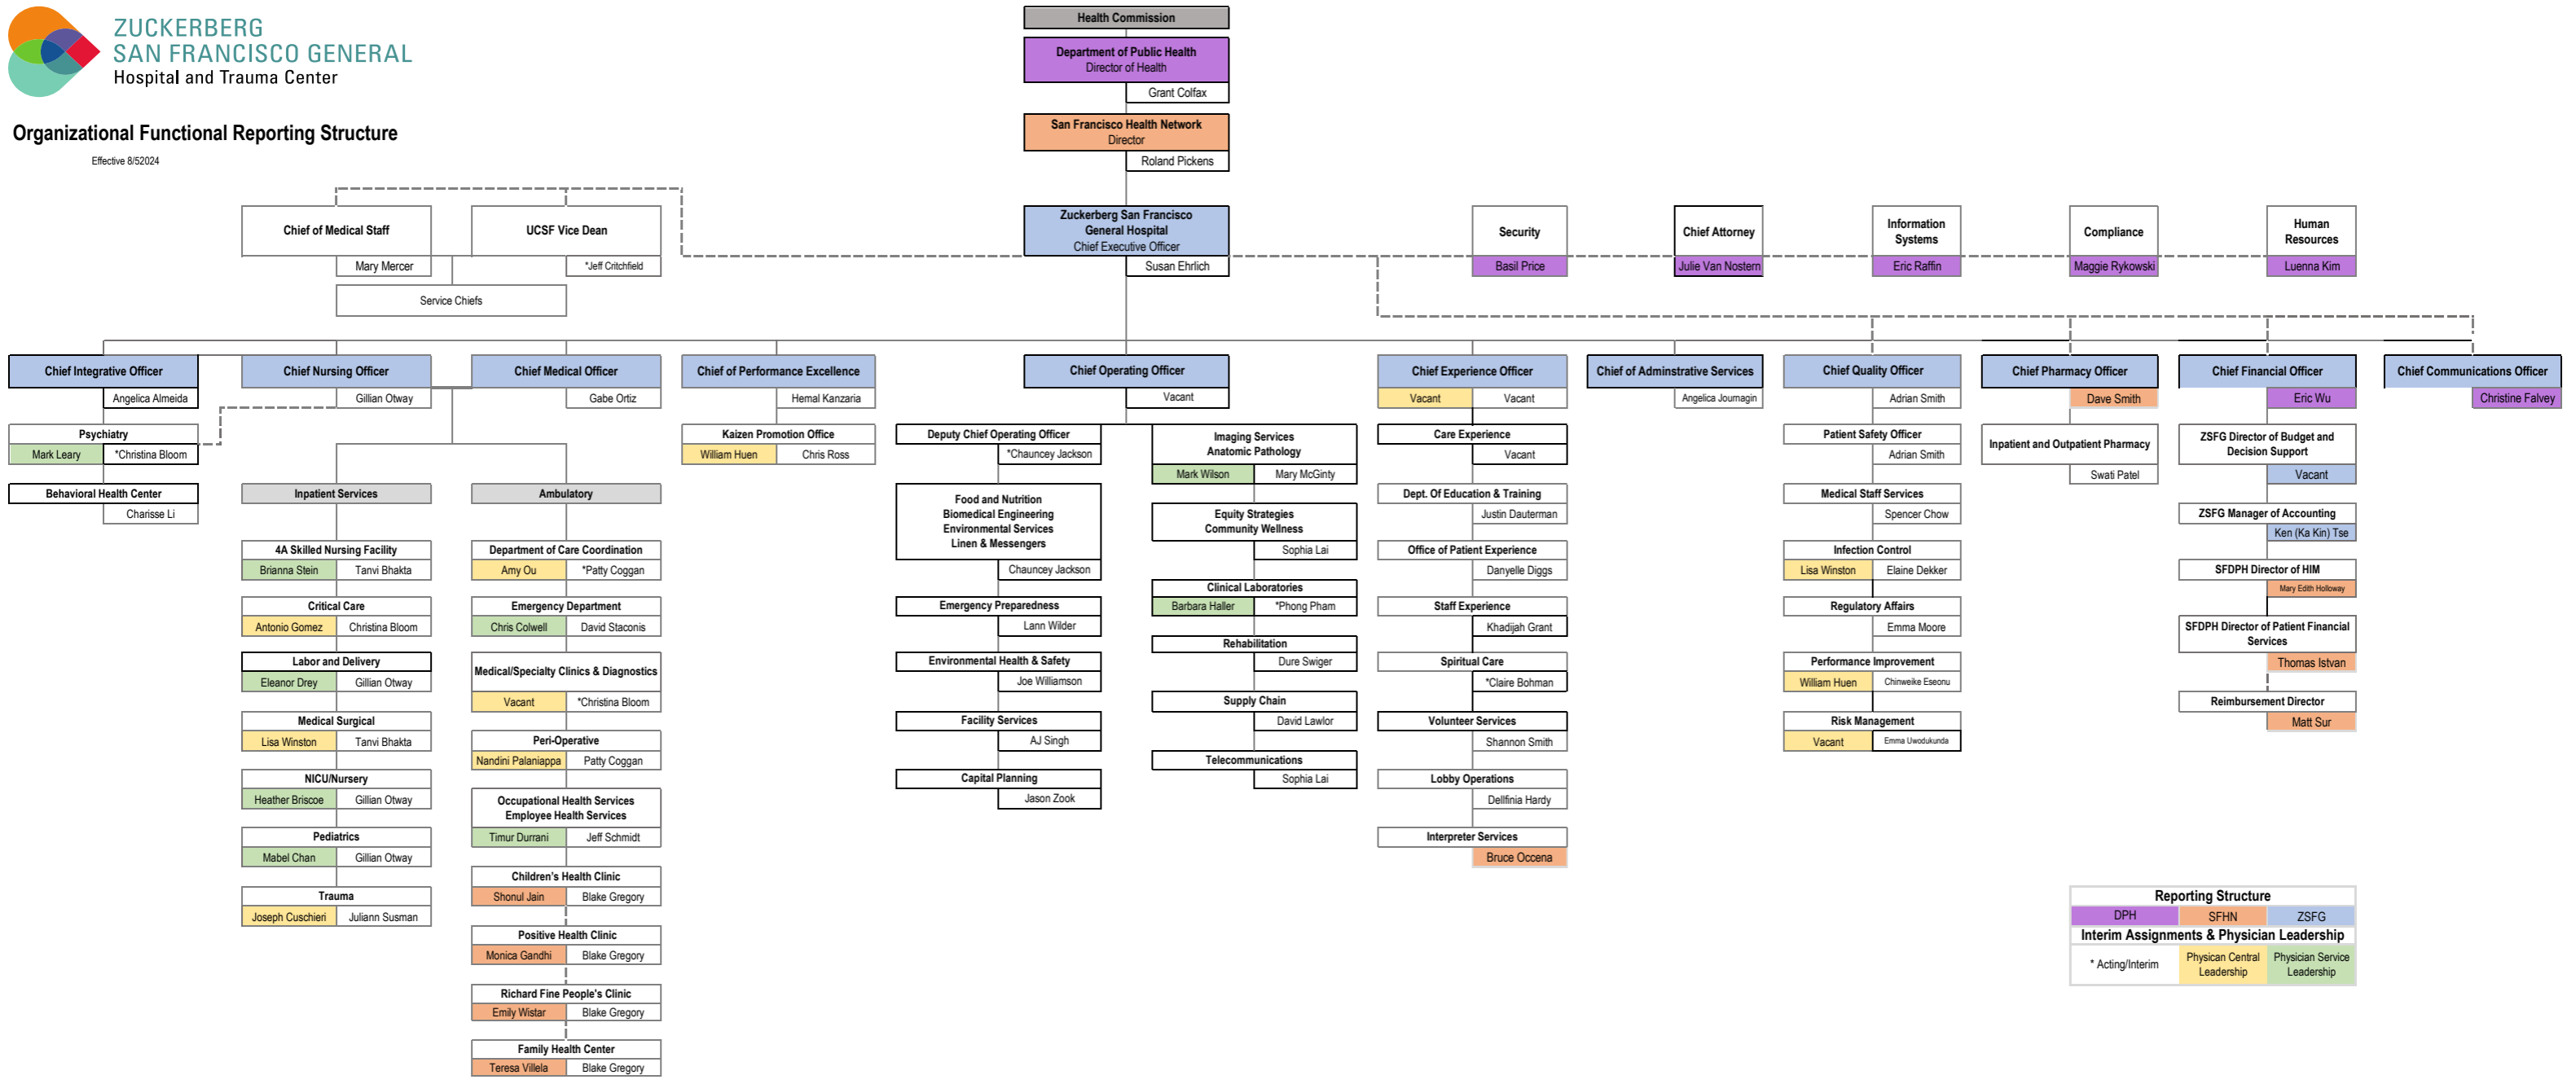 ZUCKERBERG
SAN FRANCISCO GENERAL
Hospital and Trauma Center
Organizational Functional Reporting Structure
Effective 8/52024
Health Commission
Department of Public Health
Director of Health
Grant Colfax
San Francisco Health Network
Director
Roland Pickens
Zuckerberg San Francisco
General Hospital
Chief Executive Officer
Susan Ehrlich
Chief of Medical Staff
Mary Mercer
UCSF Vice Dean
*Jeff Critchfield
Service Chiefs
Security
Basil Price
Chief Attorney
Julie Van Nostern
Information
Systems
Eric Raffin
Compliance
Maggie Rykowski
Human
Resources
Luenna Kim
Chief Integrative Officer
Angelica Almeida
Psychiatry
Mark Leary
*Christina Bloom
Behavioral Health Center
Charisse Li
Chief Nursing Officer
Gillian Otway
Chief Medical Officer
Gabe Ortiz
Inpatient Services
4A Skilled Nursing Facility
Brianna Stein
Tanvi Bhakta
Critical Care
Antonio Gomez
Christina Bloom
Labor and Delivery
Eleanor Drey
Gillian Otway
Medical Surgical
Lisa Winston
Tanvi Bhakta
NICU/Nursery
Heather Briscoe
Gillian Otway
Pediatrics
Mabel Chan
Gillian Otway
Trauma
Joseph Cuschieri
Juliann Susman
Ambulatory
Department of Care Coordination
Amy Ou
*Patty Coggan
Emergency Department
Chris Colwell
David Staconis
Medical/Specialty Clinics & Diagnostics
Vacant
*Christina Bloom
Peri-Operative
Nandini Palaniappa
Patty Coggan
Occupational Health Services
Employee Health Services
Timur Durrani
Jeff Schmidt
Children's Health Clinic
Shonul Jain
Blake Gregory
Positive Health Clinic
Monica Gandhi
Blake Gregory
Richard Fine People's Clinic
Emily Wistar
Blake Gregory
Family Health Center
Teresa Villela
Blake Gregory
Chief of Performance Excellence
Hemal Kanzaria
Kaizen Promotion Office
William Huen
Chris Ross
Chief Operating Officer
Vacant
Deputy Chief Operating Officer
*Chauncey Jackson
Food and Nutrition
Biomedical Engineering
Environmental Services
Linen & Messengers
Chauncey Jackson
Emergency Preparedness
Lann Wilder
Environmental Health & Safety
Joe Williamson
Facility Services
AJ Singh
Capital Planning
Jason Zook
Imaging Services
Anatomic Pathology
Mark Wilson
Mary McGinty
Equity Strategies
Community Wellness
Sophia Lai
Clinical Laboratories
Barbara Haller
*Phong Pham
Rehabilitation
Dure Swiger
Supply Chain
David Lawlor
Telecommunications
Sophia Lai
Chief Experience Officer
Vacant
Vacant
Care Experience
Vacant
Dept. Of Education & Training
Justin Dauterman
Office of Patient Experience
Danyelle Diggs
Staff Experience
Khadijah Grant
Spiritual Care
*Claire Bohman
Volunteer Services
Shannon Smith
Lobby Operations
Dellfinia Hardy
Interpreter Services
Bruce Occena
Chief of Adminstrative Services
Angelica Journagin
Chief Quality Officer
Adrian Smith
Patient Safety Officer
Adrian Smith
Medical Staff Services
Spencer Chow
Infection Control
Lisa Winston
Elaine Dekker
Regulatory Affairs
Emma Moore
Performance Improvement
William Huen
Chinweike Eseonu
Risk Management
Vacant
Emma Uwodukunda
Chief Pharmacy Officer
Dave Smith
Inpatient and Outpatient Pharmacy
Swati Patel
Chief Financial Officer
Eric Wu
ZSFG Director of Budget and
Decision Support
Vacant
ZSFG Manager of Accounting
Ken (Ka Kin) Tse
SFDPH Director of HIM
Mary Edith Holloway
SFDPH Director of Patient Financial
Services
Thomas Istvan
Reimbursement Director
Matt Sur
Chief Communications Officer
Christine Falvey
Reporting Structure
DPH
SFHN
ZSFG
Interim Assignments & Physician Leadership
* Acting/Interim
Physican Central
Leadership
Physician Service
Leadership